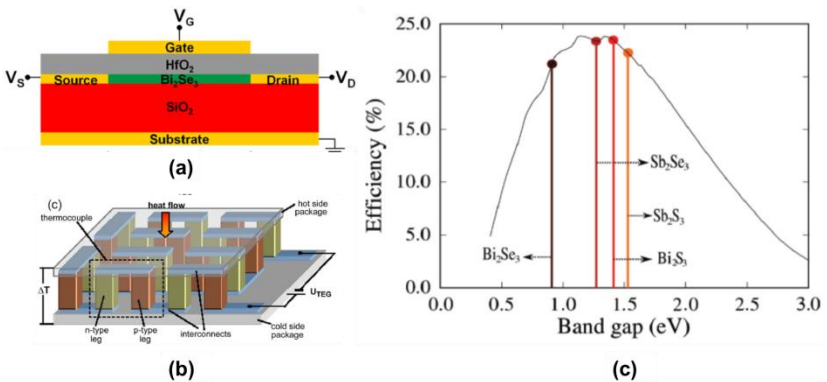 V_G
Gate
HfO₂
V_S
Source
Bi₂Se₃
Drain
V_D
SiO₂
Substrate
(a)
(c)
heat flow
thermocouple
hot side
package
ΔT
U_TEG
n-type
leg
p-type
leg
interconnects
cold side
package
(b)
25.0
20.0
15.0
10.0
5.0
0.0
Efficiency (%)
Sb₂Se₃
Sb₂S₃
Bi₂Se₃
Bi₂S₃
0.0
0.5
1.0
1.5
2.0
2.5
3.0
Band gap (eV)
(c)